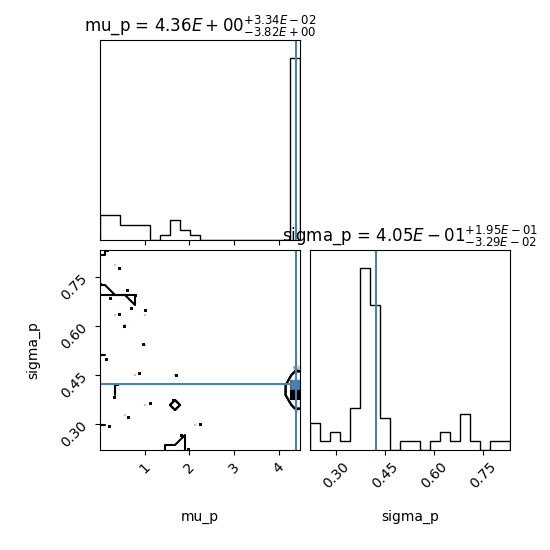 mu_p = 4.36E + 00 +3.34E − 02 −3.82E + 00
sigma_p = 4.05E − 01 +1.95E − 01 −3.29E − 02
sigma_p
0.75
0.60
0.45
0.30
1 2 3 4
0.30 0.45 0.60 0.75
mu_p
sigma_p